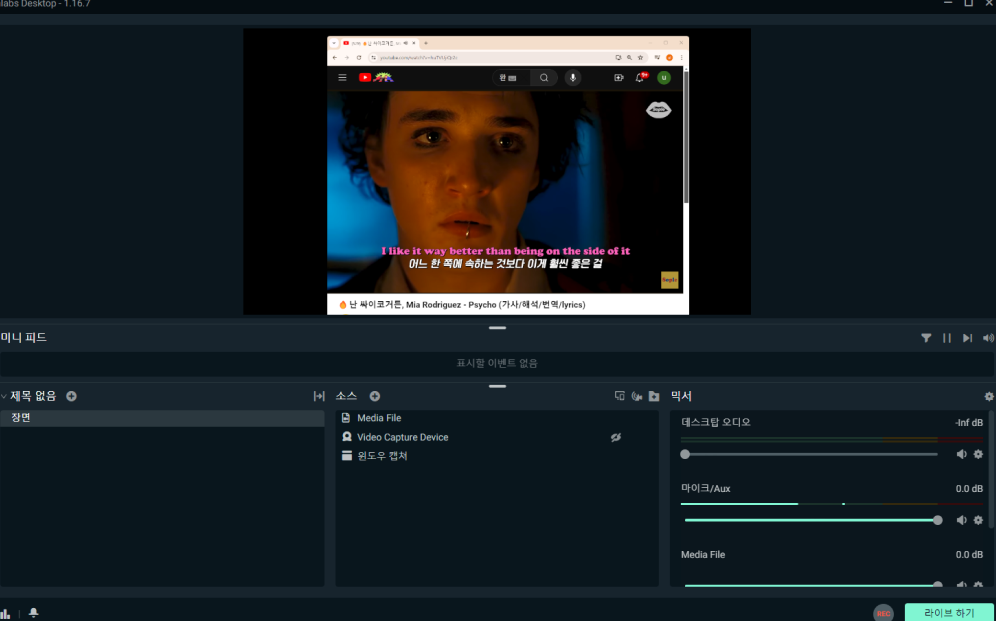 labs Desktop - 1.16.7
I like it way better than being on the side of it
어느 한 쪽에 속하는 것보다 이게 훨씬 좋은 걸
난 싸이코거든, Mia Rodriguez - Psycho (가사/해석/번역/lyrics)
미니 피드
표시할 이벤트 없음
제목 없음
장면
소스
Media File
Video Capture Device
윈도우 캡쳐
믹서
데스크탑 오디오 -Inf dB
마이크/Aux 0.0 dB
Media File 0.0 dB
REC
라이브 하기